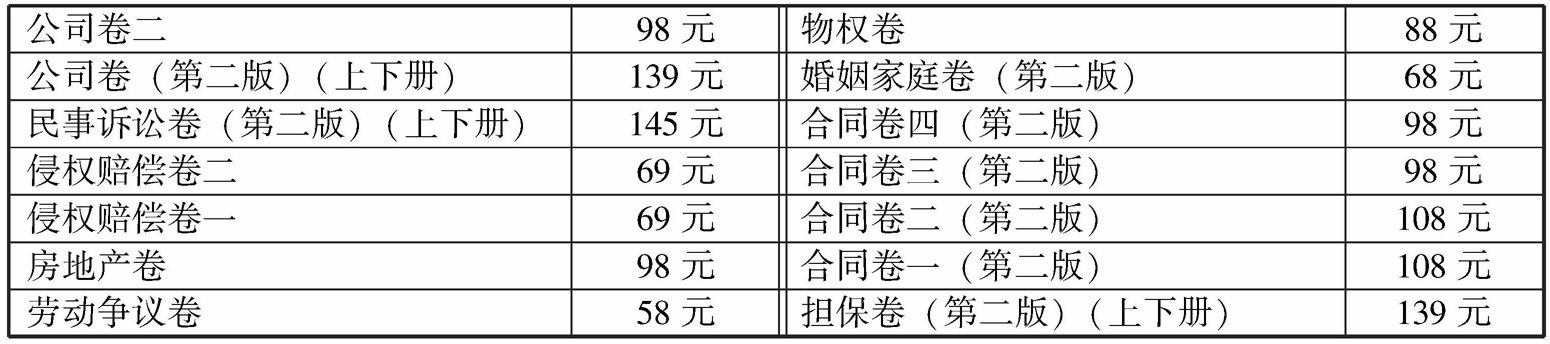 公司卷二 98 元 物权卷 88 元
公司卷（第二版）（上下册） 139 元 婚姻家庭卷（第二版） 68 元
民事诉讼卷（第二版）（上下册） 145 元 合同卷四（第二版） 98 元
侵权赔偿卷二 69 元 合同卷三（第二版） 98 元
侵权赔偿卷一 69 元 合同卷二（第二版） 108 元
房地产卷 98 元 合同卷一（第二版） 108 元
劳动争议卷 58 元 担保卷（第二版）（上下册） 139 元